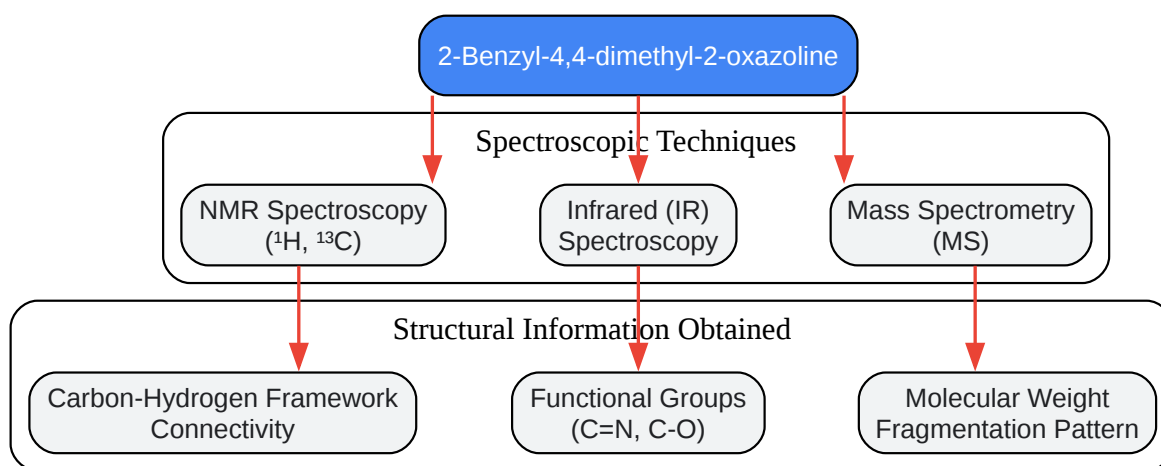 2-Benzyl-4,4-dimethyl-2-oxazoline
Spectroscopic Techniques
NMR Spectroscopy
(¹H, ¹³C)
Infrared (IR)
Spectroscopy
Mass Spectrometry
(MS)
Structural Information Obtained
Carbon-Hydrogen Framework
Connectivity
Functional Groups
(C=N, C-O)
Molecular Weight
Fragmentation Pattern